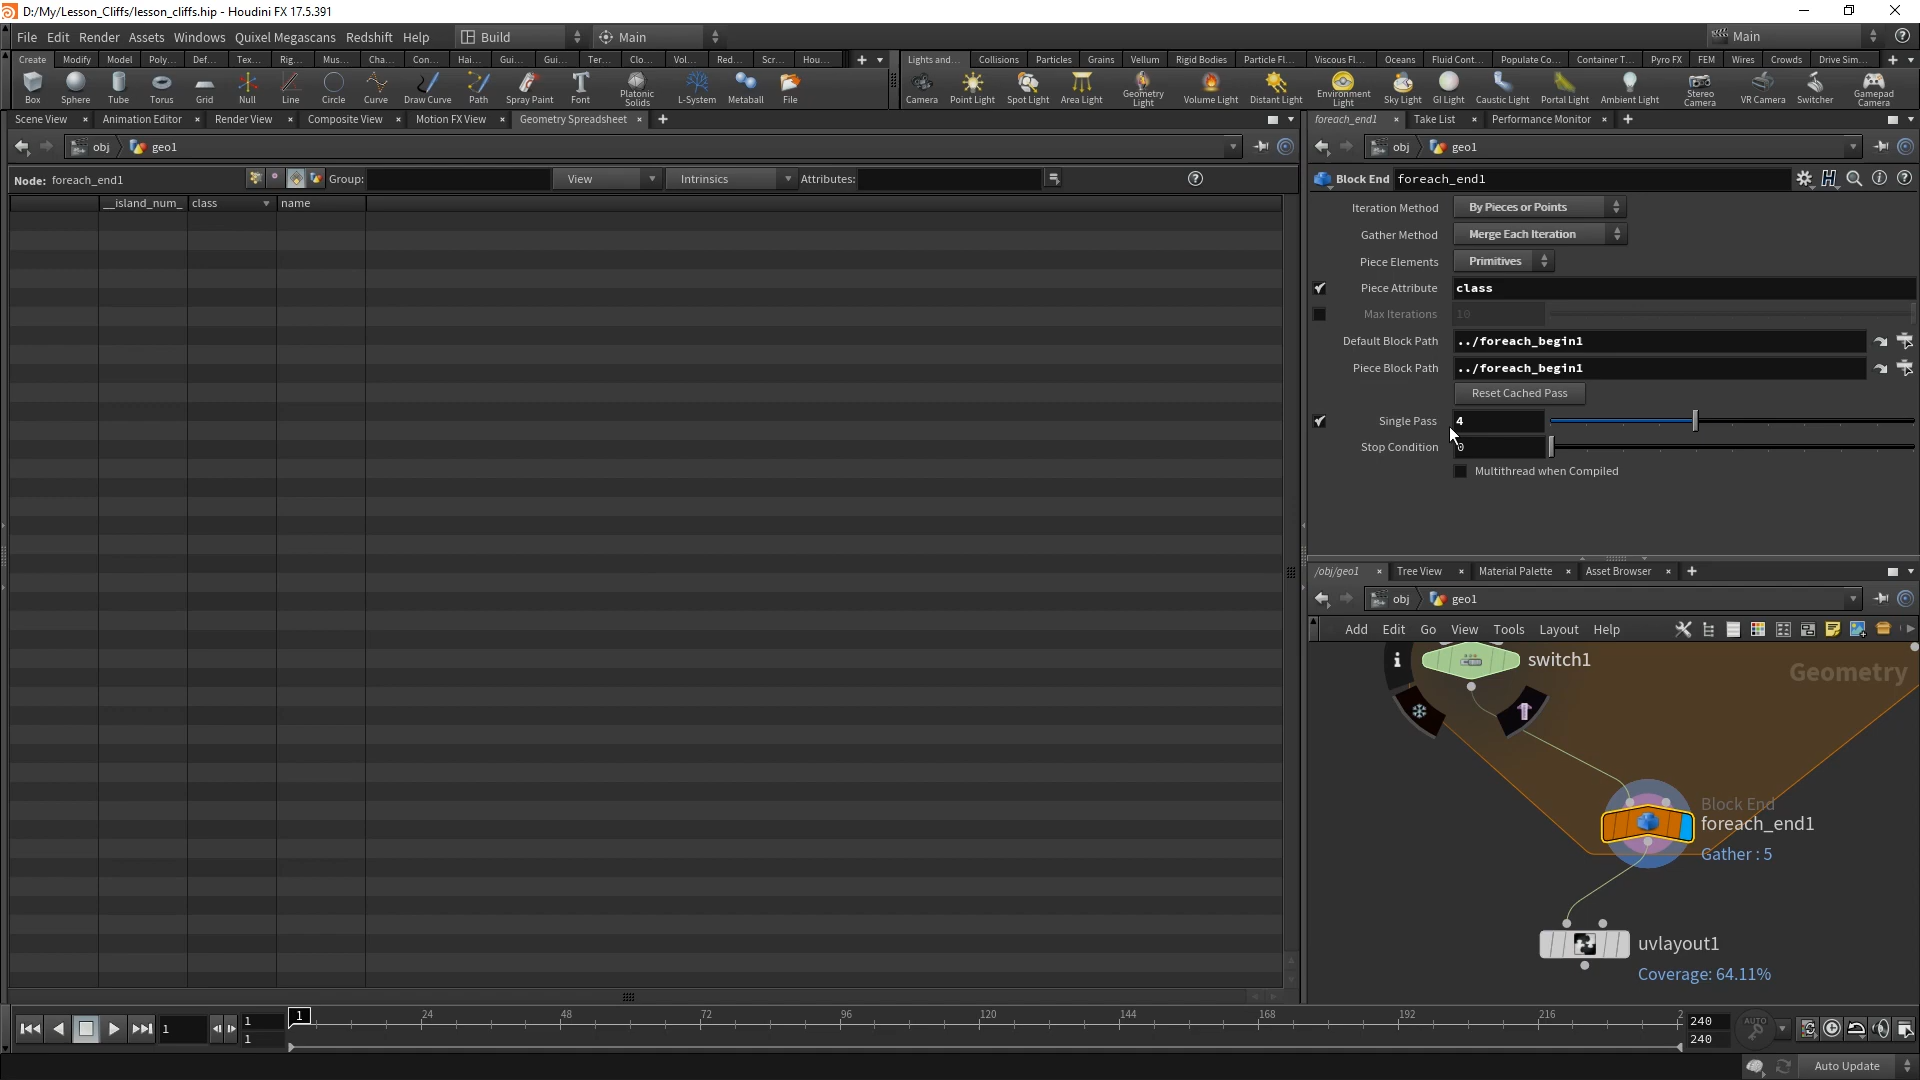 D:/My/Lesson_Cliffs/lesson_cliffs.hip - Houdini FX 17.5.391
File Edit Render Assets Windows Quixel Megascans Redshift Help Build Main Main
Create Modify Model Poly... Def... Tex... Rig... Mus... Cha... Con... Hai... Gui... Gui... Ter... Clo... Vol... Red... Scr... Hou...
Lights and... Collisions Particles Grains Vellum Rigid Bodies Particle Fl... Viscous Fl... Oceans Fluid Cont... Populate Co... Container T... Pyro FX FEM Wires Crowds Drive Sim...
Box Sphere Tube Torus Grid Null Line Circle Curve Draw Curve Path Spray Paint Font Platonic Solids L-System Metaball File
Camera Point Light Spot Light Area Light Geometry Light Volume Light Distant Light Environment Light Sky Light GI Light Caustic Light Portal Light Ambient Light Stereo Camera VR Camera Switcher Gamepad Camera
Scene View Animation Editor Render View Composite View Motion FX View Geometry Spreadsheet
foreach_end1 Take List Performance Monitor
obj geo1
obj geo1
Node: foreach_end1 Group: View Intrinsics Attributes:
Block End foreach_end1
__island_num_ class name
Iteration Method By Pieces or Points
Gather Method Merge Each Iteration
Piece Elements Primitives
Piece Attribute class
Max Iterations 10
Default Block Path ../foreach_begin1
Piece Block Path ../foreach_begin1
Reset Cached Pass
Single Pass 4
Stop Condition 0
Multithread when Compiled
/obj/geo1 Tree View Material Palette Asset Browser
obj geo1
Add Edit Go View Tools Layout Help
switch1
Geometry
Block End
foreach_end1
Gather : 5
uvlayout1
Coverage: 64.11%
1 1 1 1 24 48 72 96 120 144 168 192 216 2 240 240
AUTO
Auto Update